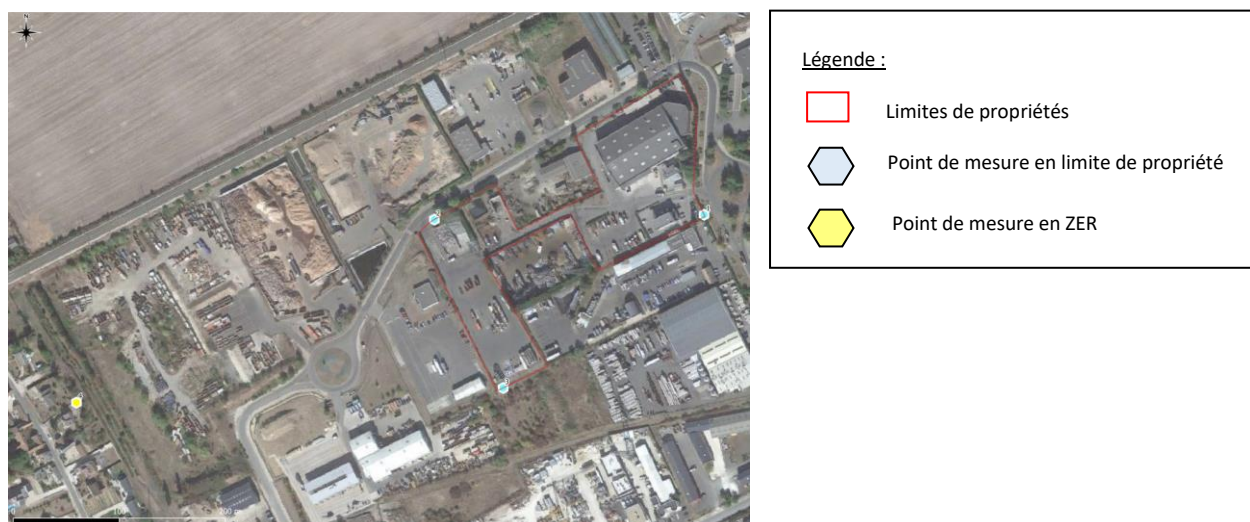 N
Légende :
Limites de propriétés
Point de mesure en limite de propriété
Point de mesure en ZER